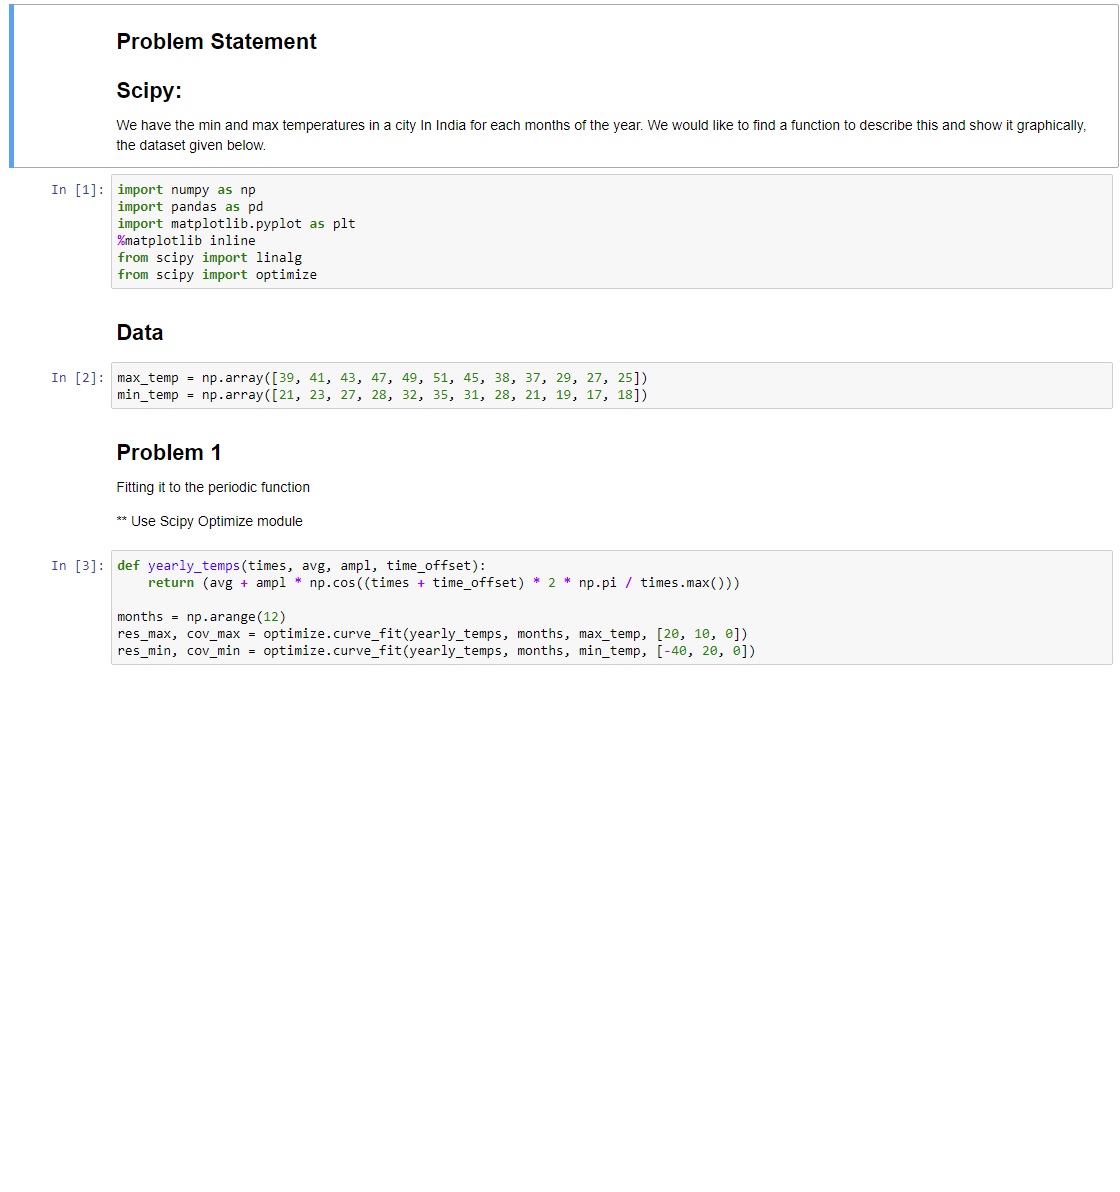 Problem Statement
Scipy:
We have the min and max temperatures in a city In India for each months of the year. We would like to find a function to describe this and show it graphically,
the dataset given below.
In [1]: import numpy as np
import pandas as pd
import matplotlib.pyplot as plt
%matplotlib inline
from scipy import linalg
from scipy import optimize
Data
In [2]: max_temp = np.array([39, 41, 43, 47, 49, 51, 45, 38, 37, 29, 27, 25])
min_temp = np.array([21, 23, 27, 28, 32, 35, 31, 28, 21, 19, 17, 18])
Problem 1
Fitting it to the periodic function
** Use Scipy Optimize module
In [3]: def yearly_temps(times, avg, ampl, time_offset):
    return (avg + ampl * np.cos((times + time_offset) * 2 * np.pi / times.max()))
months = np.arange(12)
res_max, cov_max = optimize.curve_fit(yearly_temps, months, max_temp, [20, 10, 0])
res_min, cov_min = optimize.curve_fit(yearly_temps, months, min_temp, [-40, 20, 0])